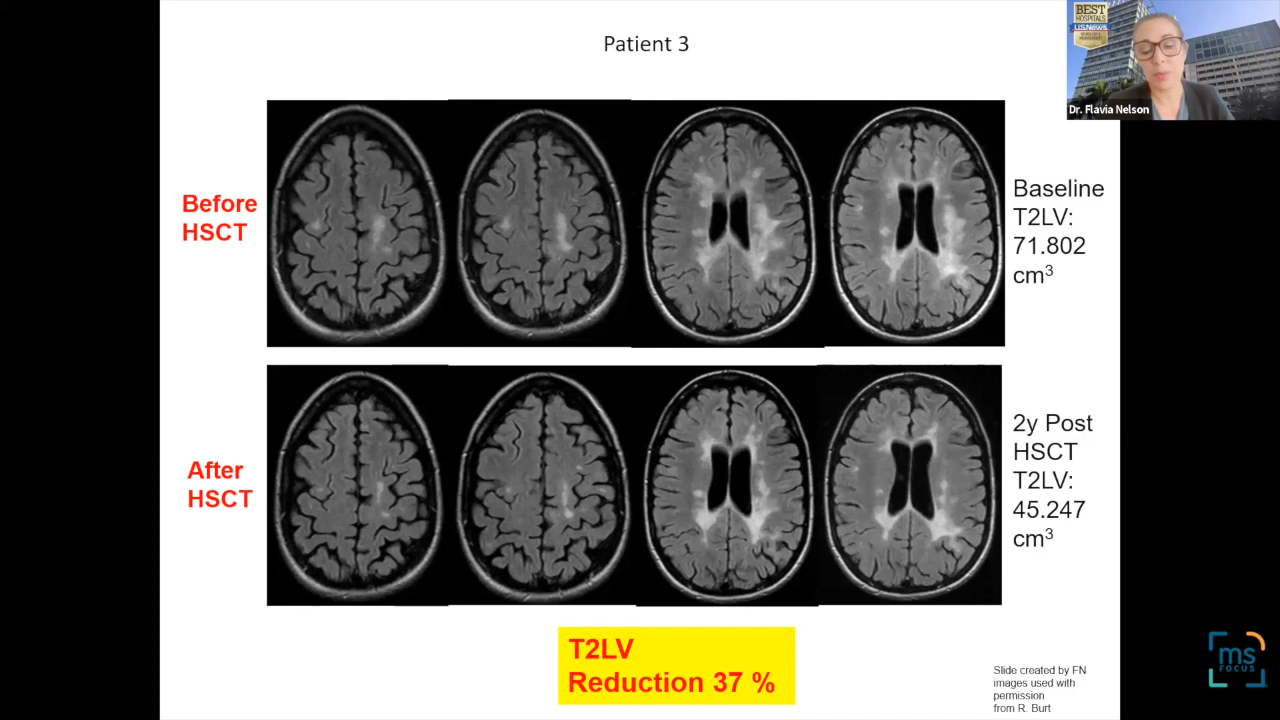 Patient 3
BEST
HOSPITALS
U.S.News
Dr. Flavia Nelson
Before
HSCT
Baseline
T2LV:
71.802
cm³
After
HSCT
2y Post
HSCT
T2LV:
45.247
cm³
T2LV
Reduction 37 %
Slide created by FN
images used with
permission
from R. Burt
ms
FOCUS